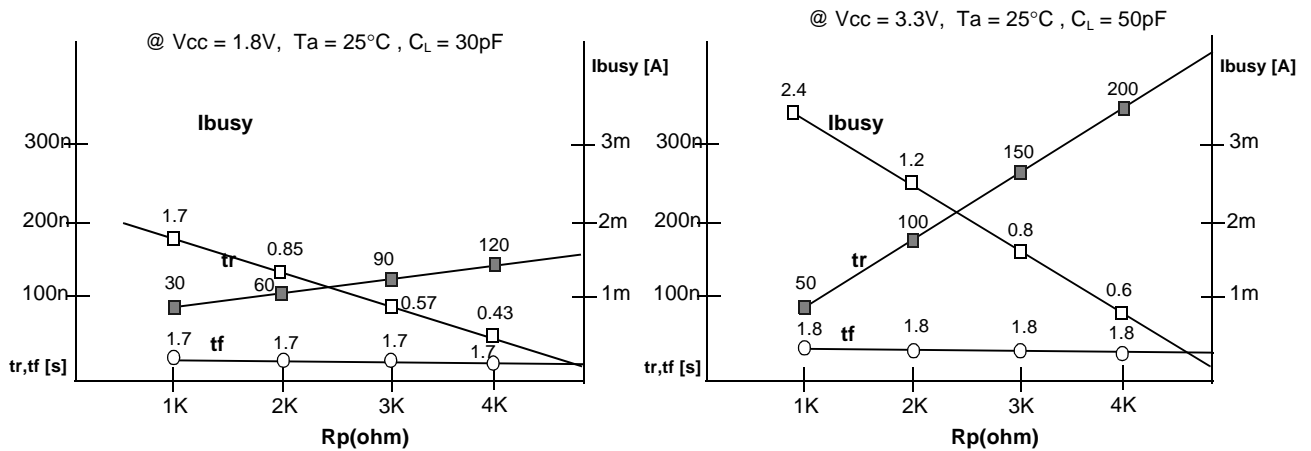 @ Vcc = 1.8V, Ta = 25°C , CL = 30pF
Ibusy [A]
Ibusy
300n
3m
200n
1.7
2m
0.85
tr
90
120
30
60
100n
0.57
0.43
1m
1.7
tf
1.7
1.7
1.7
tr,tf [s]
1K
2K
3K
4K
Rp(ohm)
@ Vcc = 3.3V, Ta = 25°C , CL = 50pF
Ibusy [A]
2.4
200
Ibusy
300n
3m
1.2
150
200n
100
2m
0.8
tr
50
0.6
100n
1m
1.8
tf
1.8
1.8
1.8
tr,tf [s]
1K
2K
3K
4K
Rp(ohm)